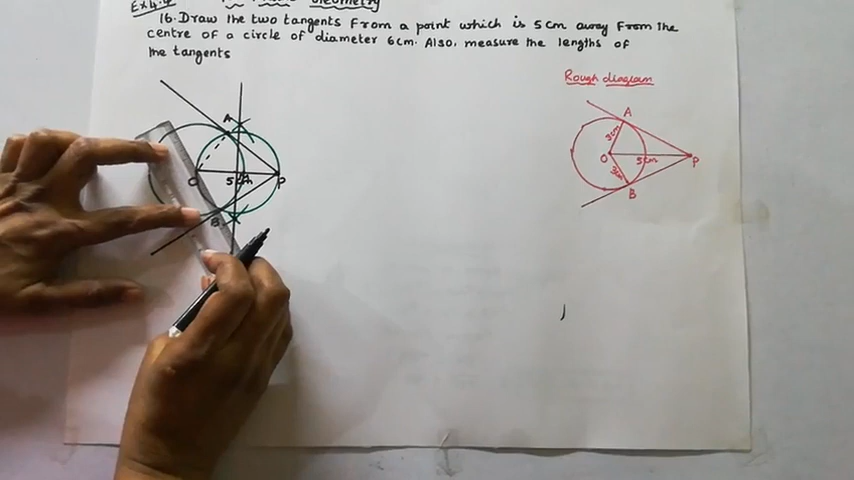 Ex 4.4 Geometry
16. Draw the two tangents from a point which is 5cm away from the
centre of a circle of diameter 6cm. Also, measure the lengths of
the tangents
Rough diagram
A
O
5cm
P
B
A
3cm
O
5cm
P
3cm
B